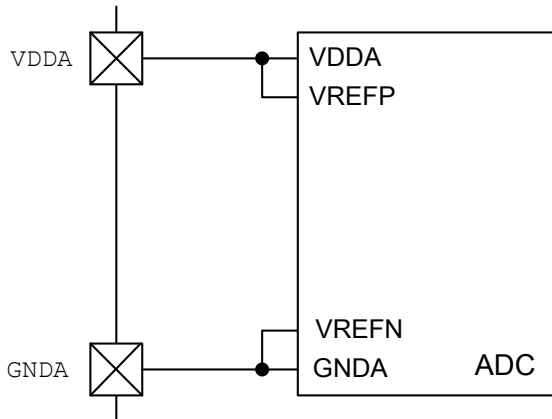 VDDA
VDDA
VREFP
VREFN
GNDA
GNDA
ADC